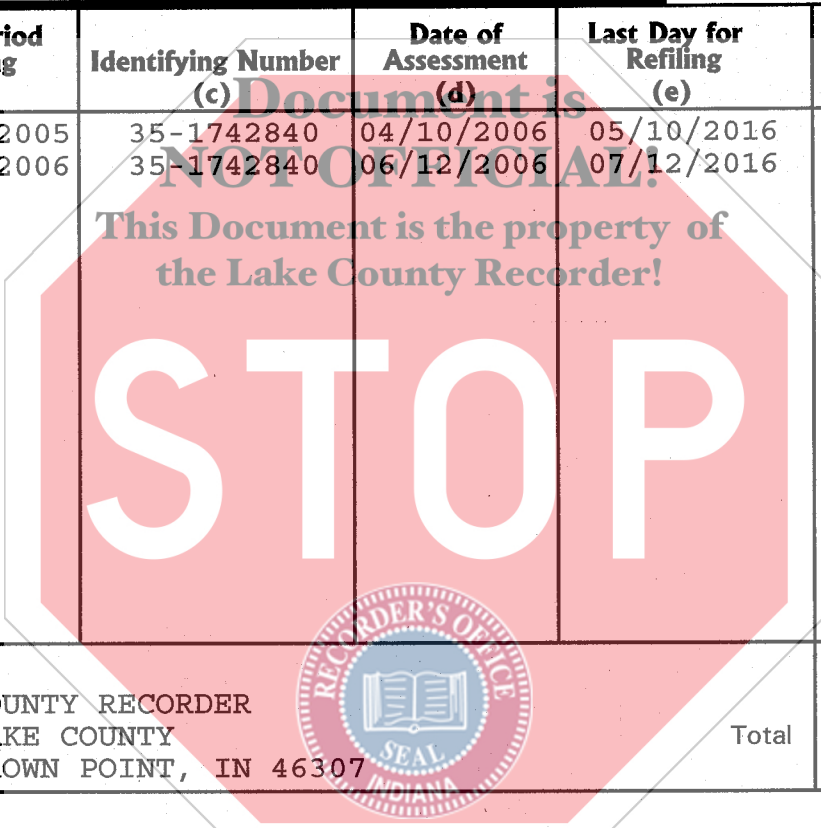 Identifying Number
(c)
Date of
Assessment
(d)
Last Day for
Refiling
(e)
2005 35-1742840 04/10/2006 05/10/2016
2006 35-1742840 06/12/2006 07/12/2016
Document is
NOT OFFICIAL!
This Document is the property of
the Lake County Recorder!
STOP
RECORDER'S OFFICE
SEAL
INDIANA
UNTY RECORDER
KE COUNTY
OWN POINT, IN 46307
Total